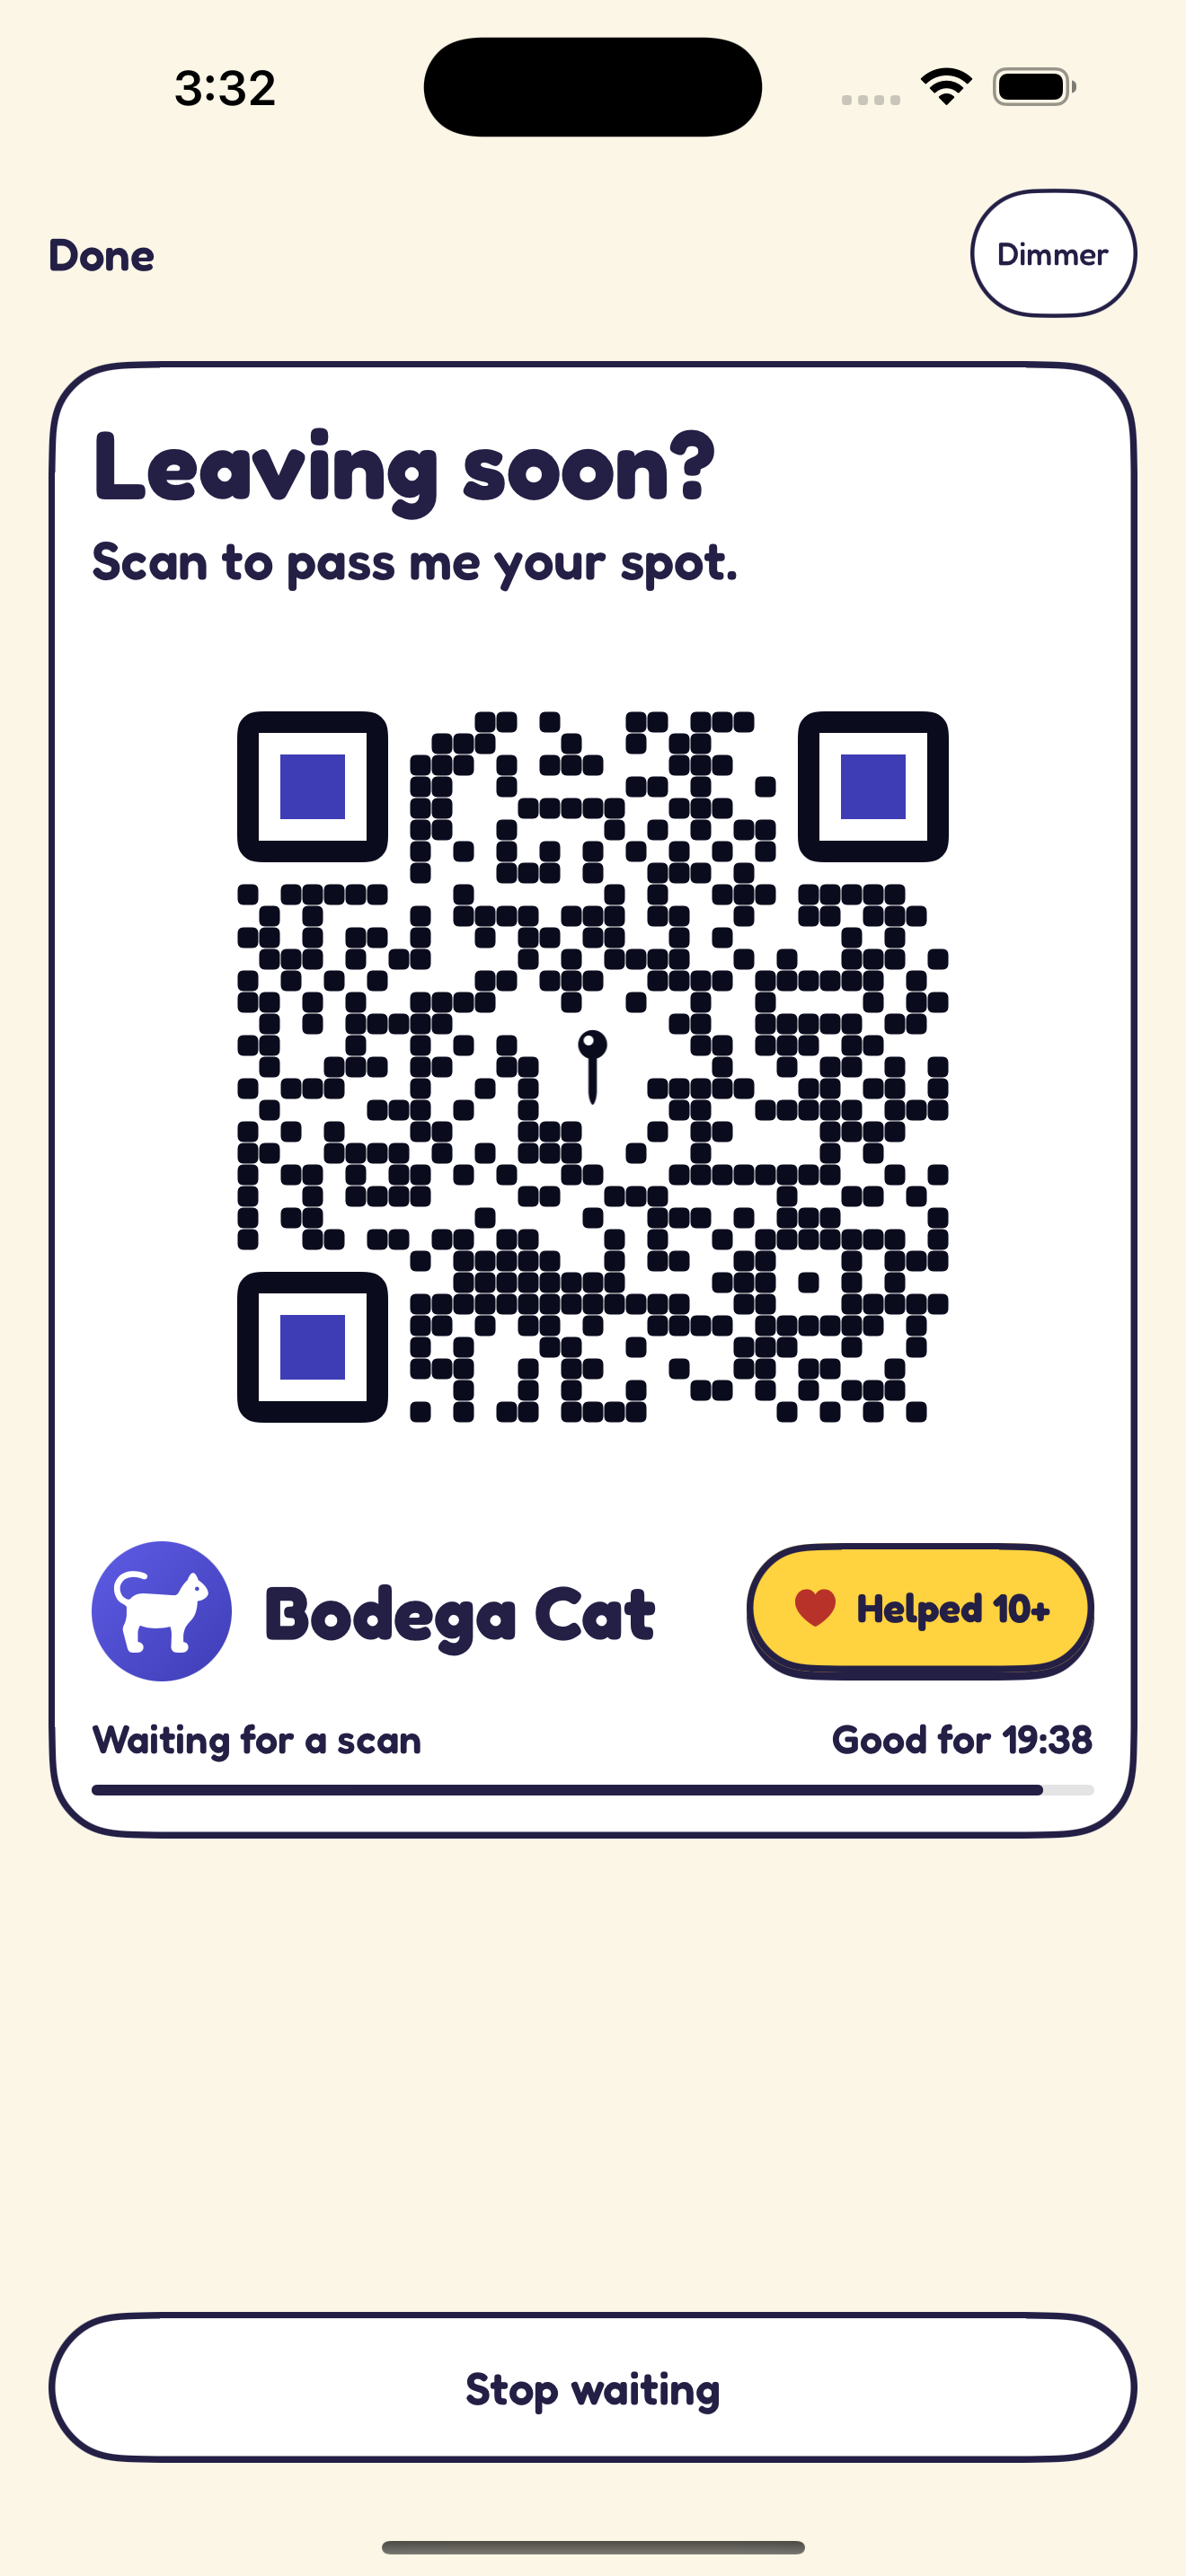 3:32
Done
Dimmer
Leaving soon?
Scan to pass me your spot.
Bodega Cat
Helped 10+
Waiting for a scan
Good for 19:38
Stop waiting